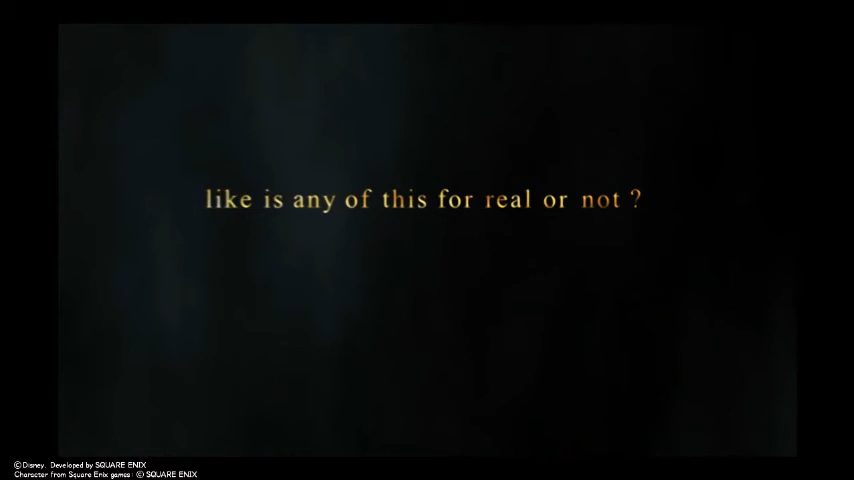 like is any of this for real or not ?
©Disney. Developed by SQUARE ENIX
Character from Square Enix games: © SQUARE ENIX